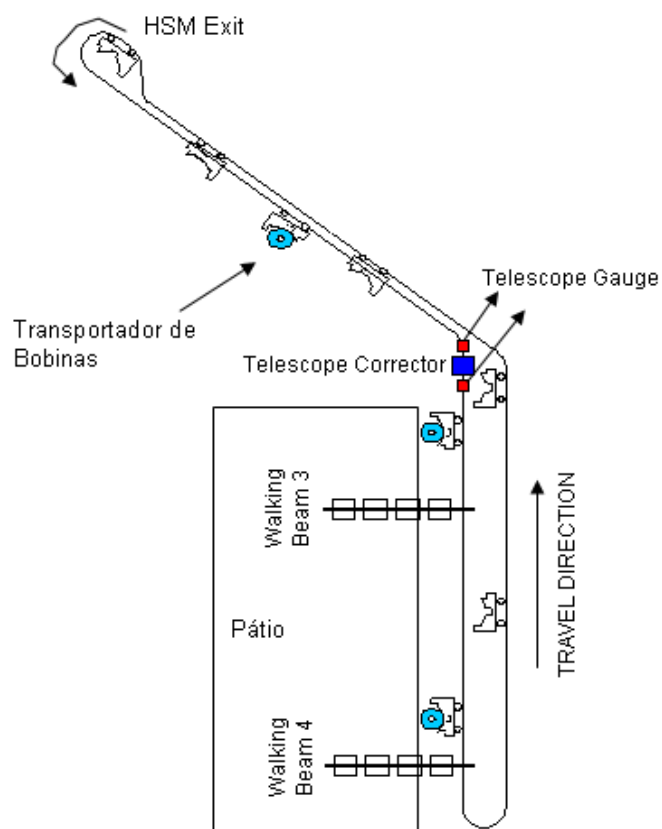 HSM Exit
Telescope Gauge
Transportador de
Bobinas
Telescope Corrector
Walking
Beam 3
TRAVEL DIRECTION
Pátio
Walking
Beam 4